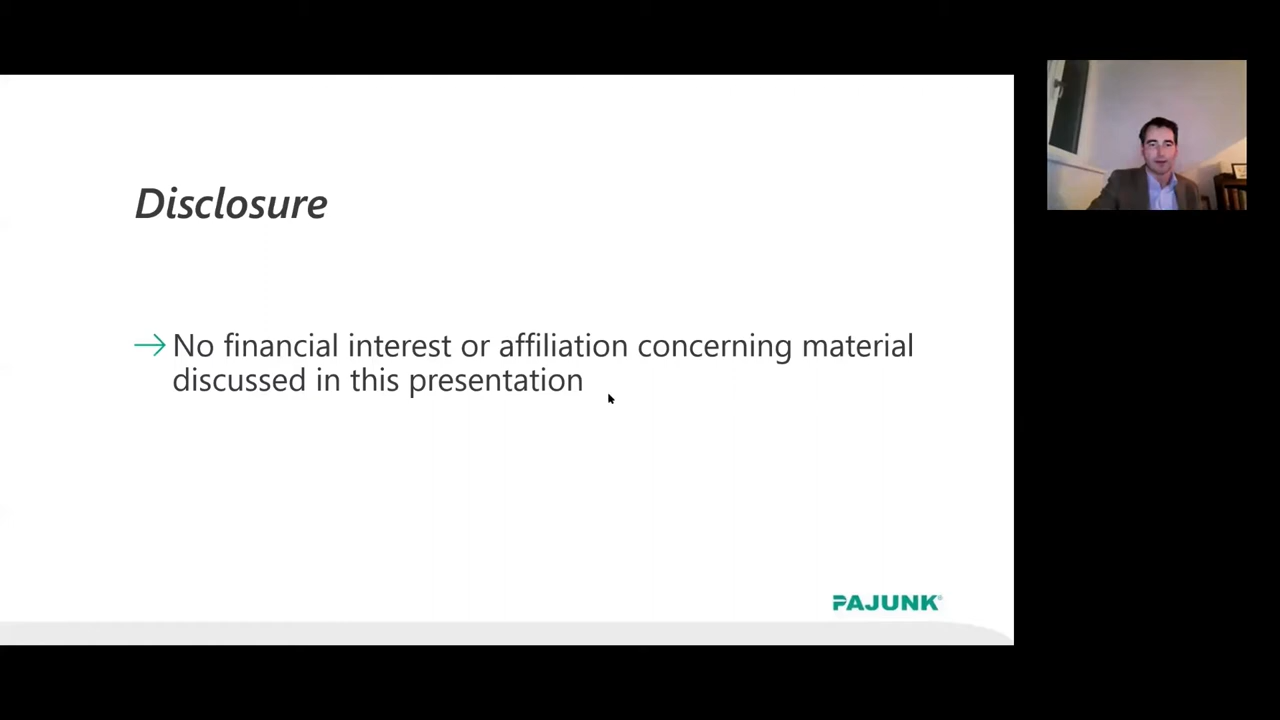 Disclosure
No financial interest or affiliation concerning material
discussed in this presentation
PAJUNK®